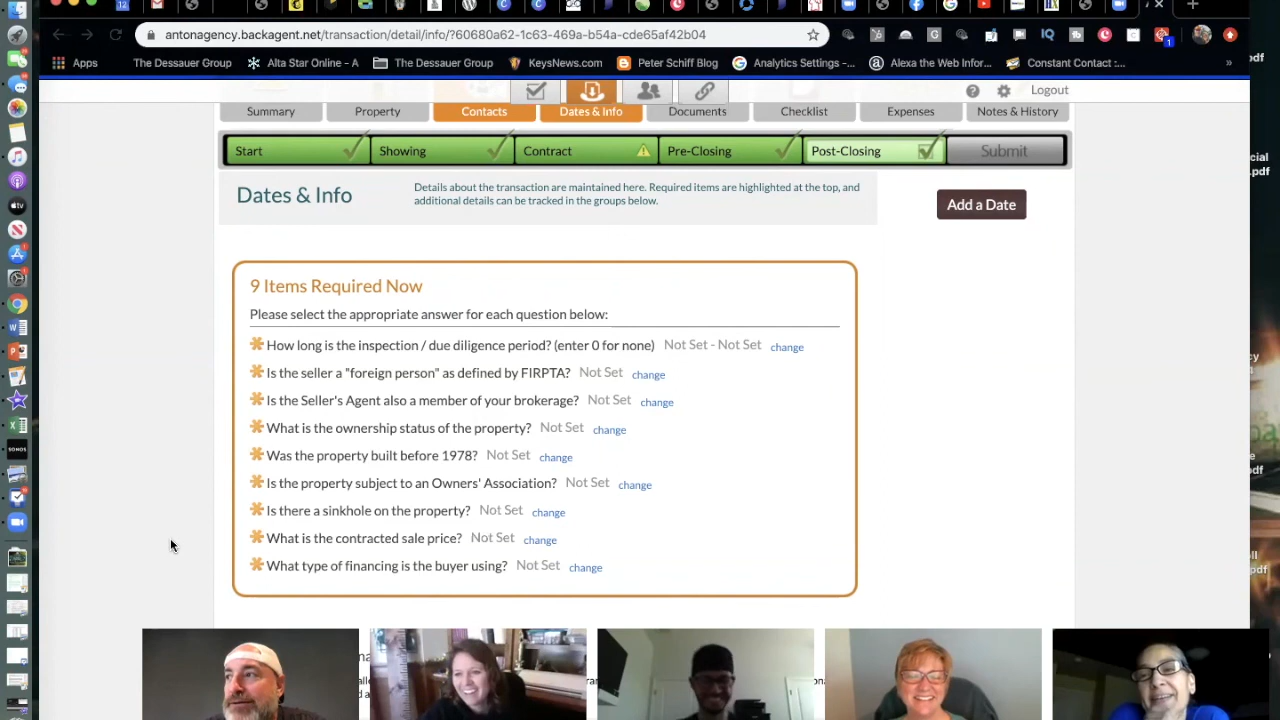 antonagency.backagent.net/transaction/detail/info/?60680a62-1c63-469a-b54a-cde65af42b04
Apps
The Dessauer Group
Alta Star Online - A
The Dessauer Group
KeysNews.com
Peter Schiff Blog
Analytics Settings -...
Alexa the Web Infor...
Constant Contact :...
»
Logout
Summary
Property
Contacts
Dates & Info
Documents
Checklist
Expenses
Notes & History
Start
Showing
Contract
Pre-Closing
Post-Closing
Submit
Dates & Info
Details about the transaction are maintained here. Required items are highlighted at the top, and
additional details can be tracked in the groups below.
Add a Date
9 Items Required Now
Please select the appropriate answer for each question below:
How long is the inspection / due diligence period? (enter 0 for none) Not Set - Not Set change
Is the seller a "foreign person" as defined by FIRPTA? Not Set change
Is the Seller's Agent also a member of your brokerage? Not Set change
What is the ownership status of the property? Not Set change
Was the property built before 1978? Not Set change
Is the property subject to an Owners' Association? Not Set change
Is there a sinkhole on the property? Not Set change
What is the contracted sale price? Not Set change
What type of financing is the buyer using? Not Set change